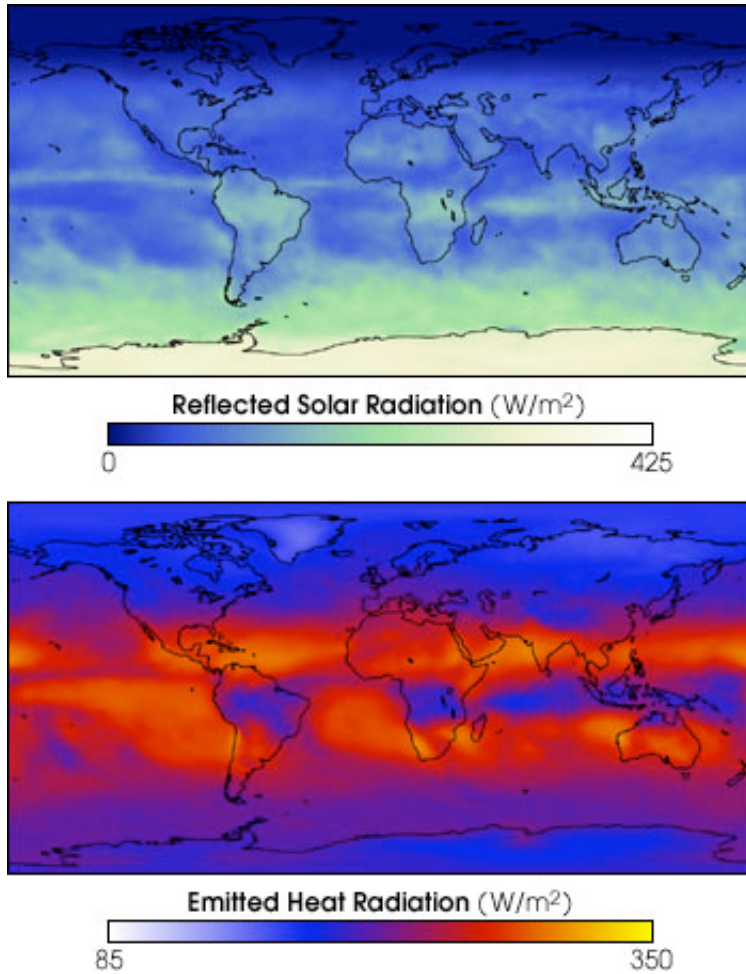 Reflected Solar Radiation (W/m²)
0 425
Emitted Heat Radiation (W/m²)
85 350